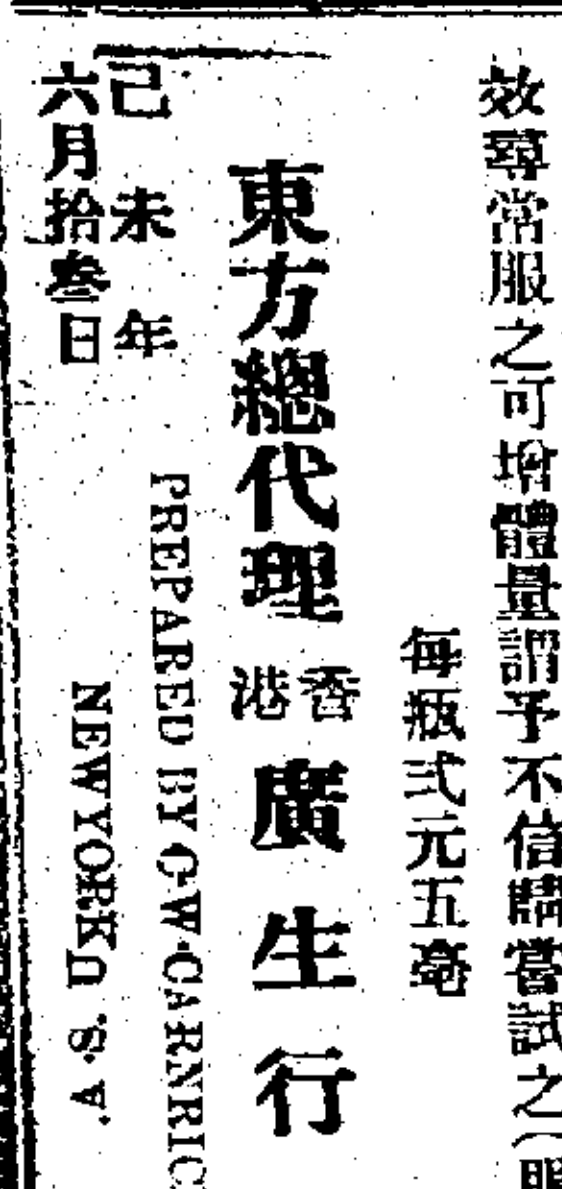 效尋常服之可增體量謂予不信請嘗試之(服
每瓶弍元五毫
東方總代理香港廣生行
PREPARED BY G·W·CARNRIC
NEWYORK U.S.A.
己未年
六月拾叁日